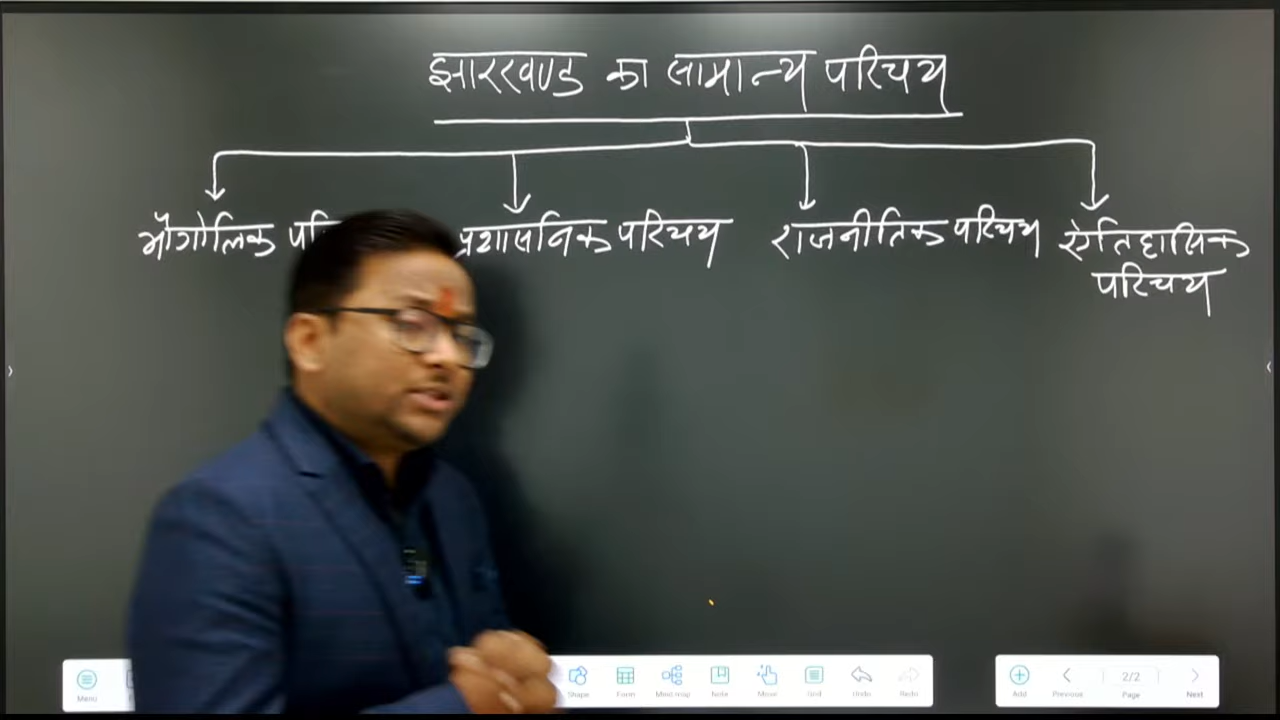 झारखण्ड का सामान्य परिचय
भौगोलिक प्रशासनिक परिचय राजनीतिक परिचय ऐतिहासिक
परिचय
Menu Shape Form Mind map Note Move Grid Undo Redo Add Previous 2/2 Page Next